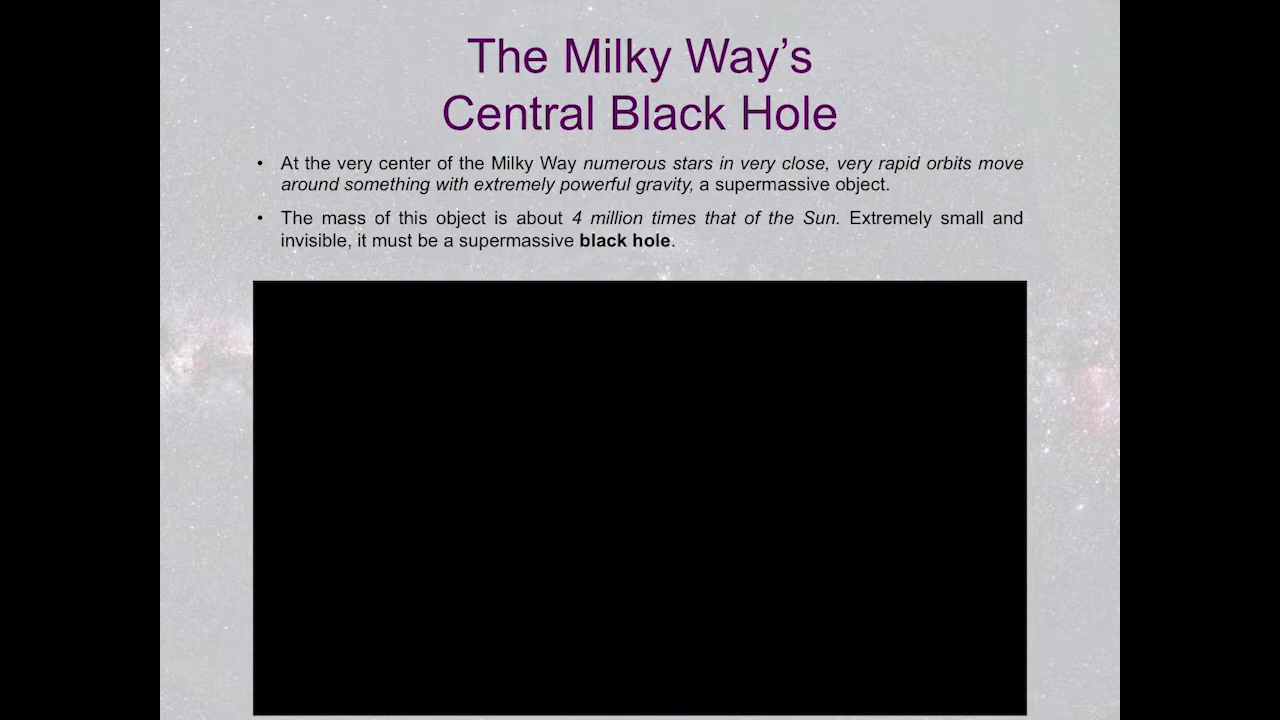 The Milky Way’s
Central Black Hole
• At the very center of the Milky Way numerous stars in very close, very rapid orbits move
around something with extremely powerful gravity, a supermassive object.
• The mass of this object is about 4 million times that of the Sun. Extremely small and
invisible, it must be a supermassive black hole.